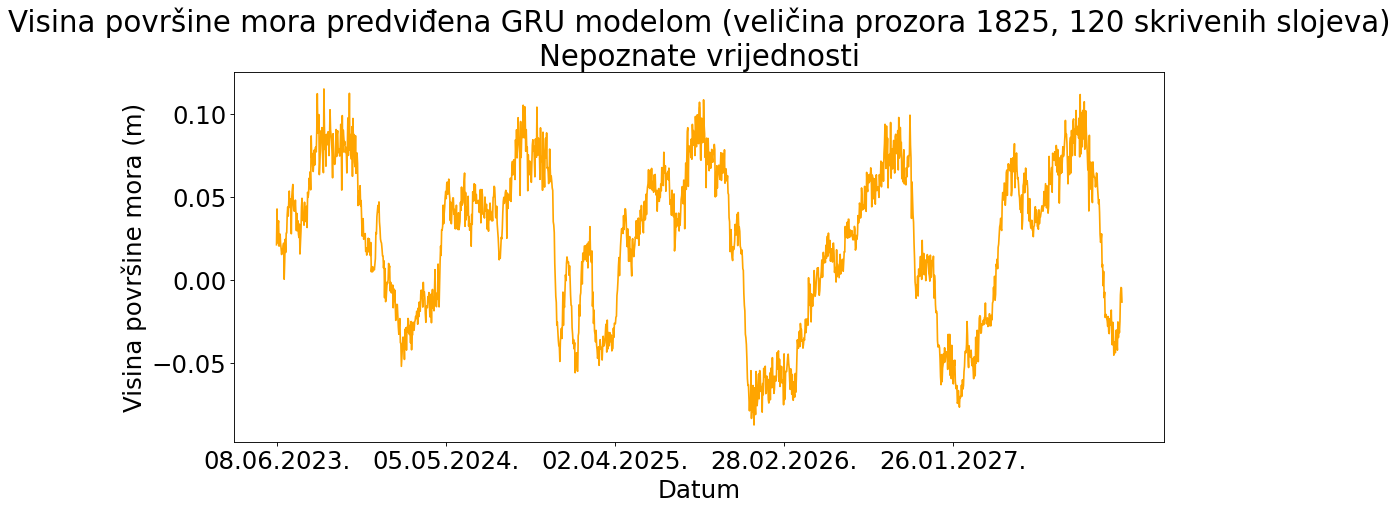 Visina površine mora predviđena GRU modelom (veličina prozora 1825, 120 skrivenih slojeva)
Nepoznate vrijednosti
Visina površine mora (m)
0.10
0.05
0.00
−0.05
08.06.2023. 05.05.2024. 02.04.2025. 28.02.2026. 26.01.2027.
Datum